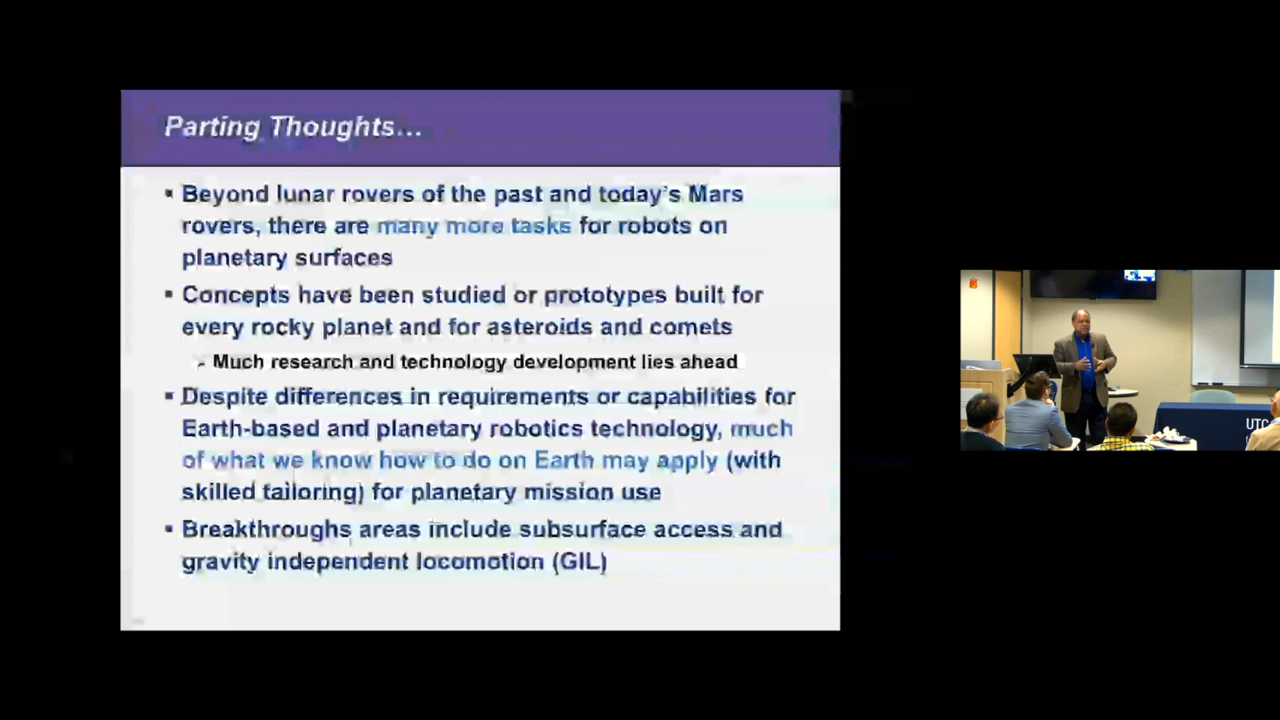 Parting Thoughts…
▪ Beyond lunar rovers of the past and today's Mars
rovers, there are many more tasks for robots on
planetary surfaces
▪ Concepts have been studied or prototypes built for
every rocky planet and for asteroids and comets
➢ Much research and technology development lies ahead
▪ Despite differences in requirements or capabilities for
Earth-based and planetary robotics technology, much
of what we know how to do on Earth may apply (with
skilled tailoring) for planetary mission use
▪ Breakthroughs areas include subsurface access and
gravity independent locomotion (GIL)
UTC